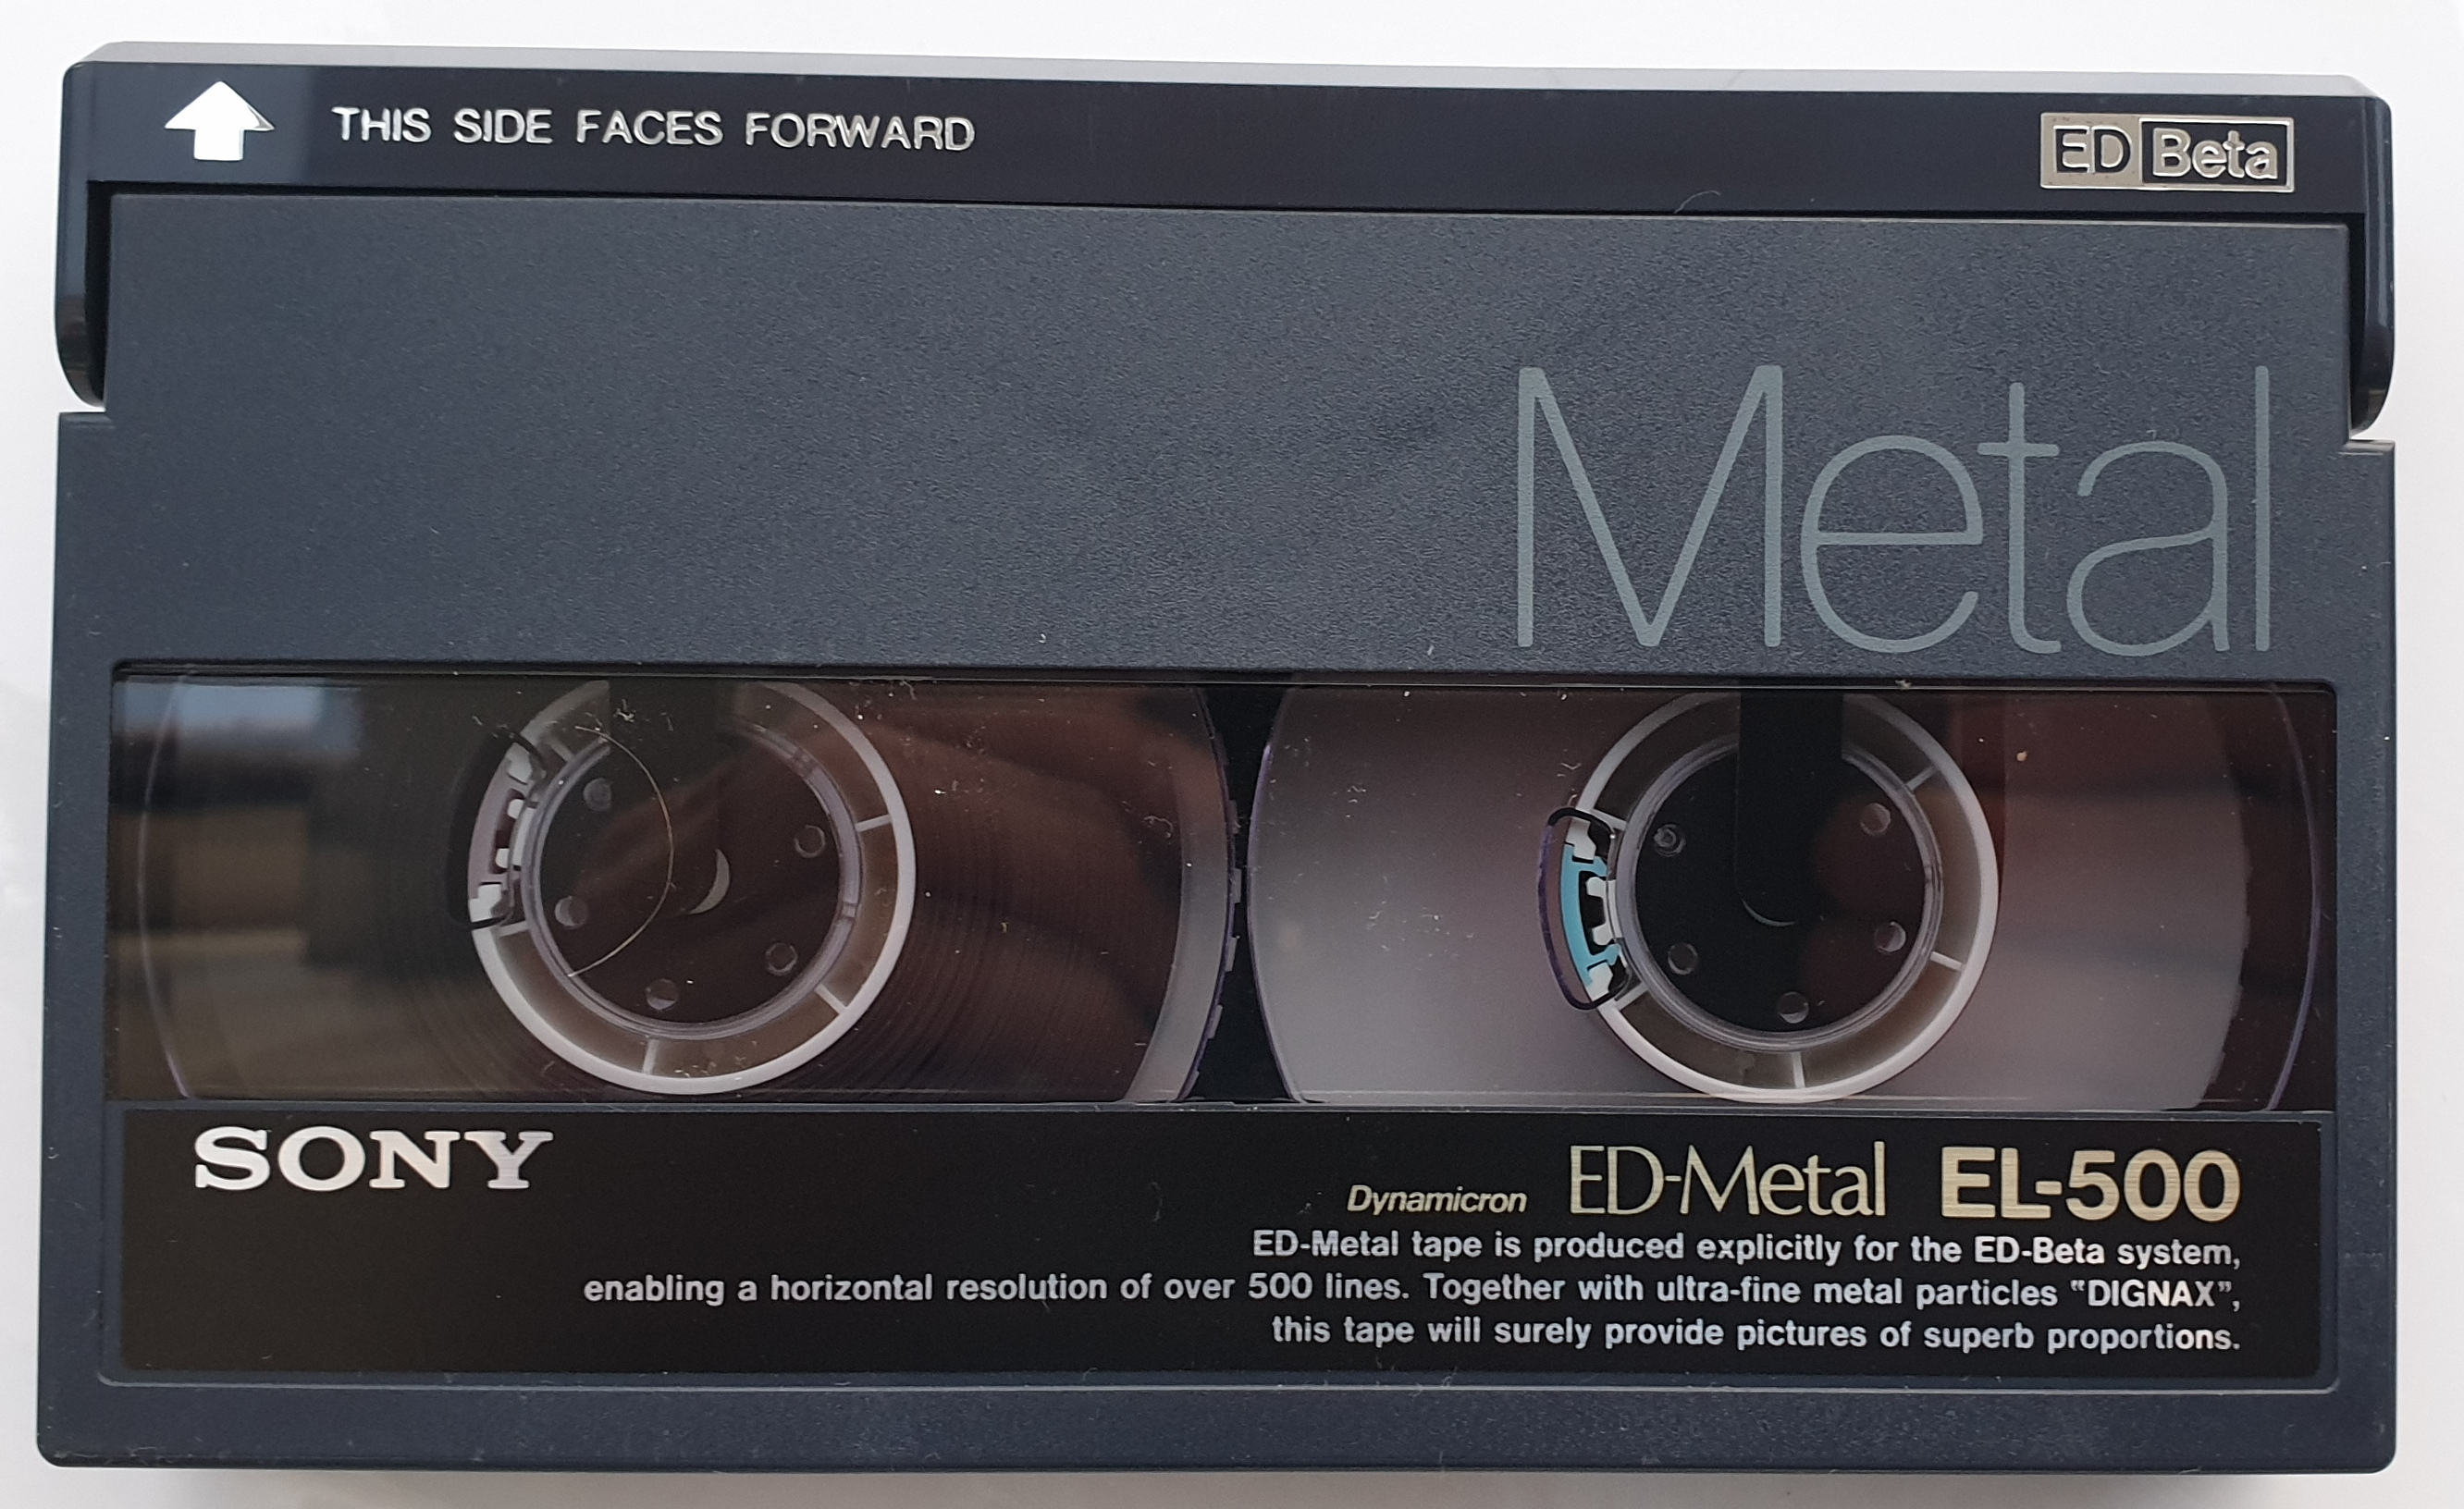 THIS SIDE FACES FORWARD
ED Beta
Metal
SONY
Dynamicron ED-Metal EL-500
ED-Metal tape is produced explicitly for the ED-Beta system,
enabling a horizontal resolution of over 500 lines. Together with ultra-fine metal particles "DIGNAX",
this tape will surely provide pictures of superb proportions.